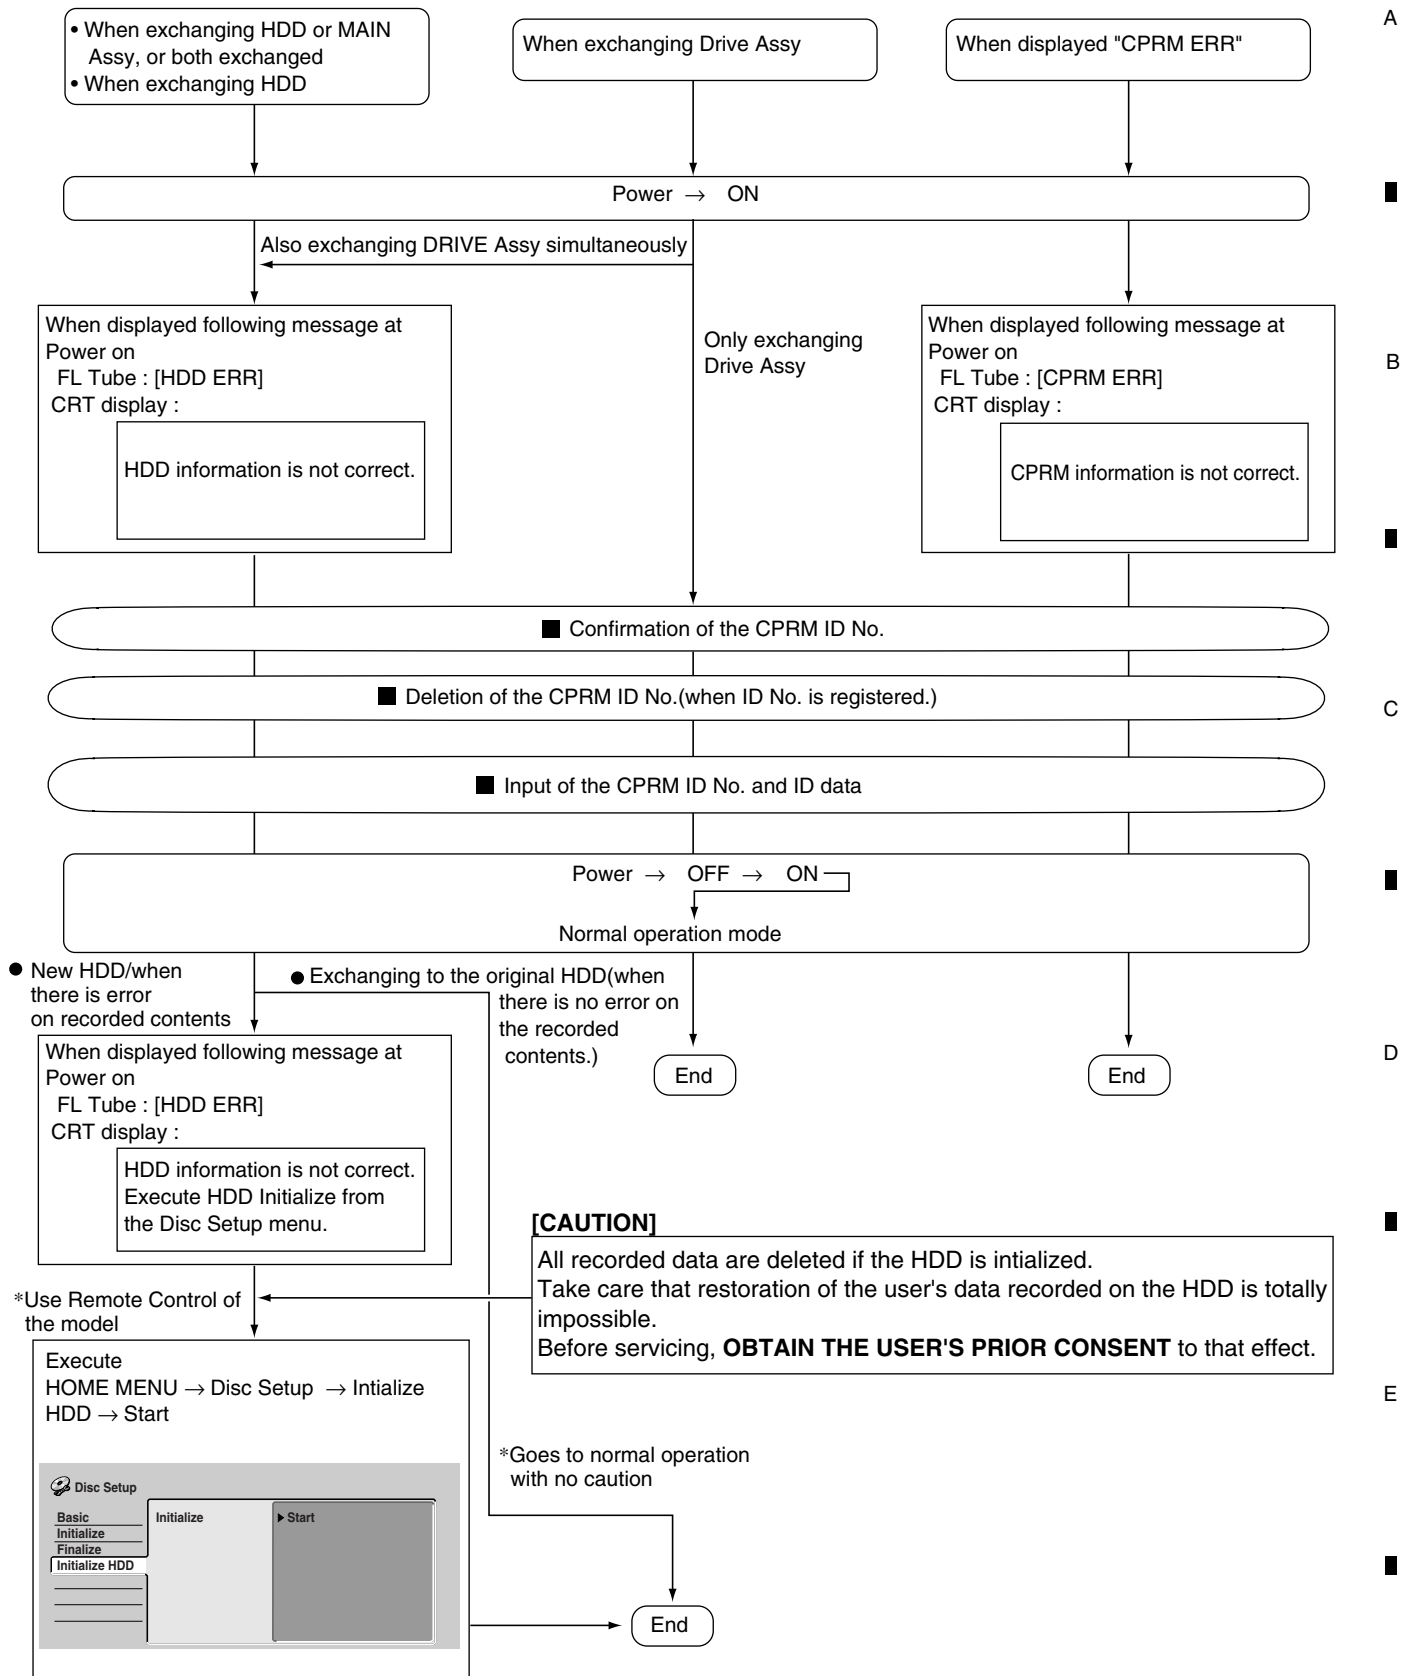 • When exchanging HDD or MAIN
Assy, or both exchanged
• When exchanging HDD
When exchanging Drive Assy
When displayed "CPRM ERR"
A
Power → ON
Also exchanging DRIVE Assy simultaneously
When displayed following message at
Power on
FL Tube : [HDD ERR]
CRT display :
HDD information is not correct.
Only exchanging
Drive Assy
When displayed following message at
Power on
FL Tube : [CPRM ERR]
CRT display :
CPRM information is not correct.
B
■ Confirmation of the CPRM ID No.
■ Deletion of the CPRM ID No.(when ID No. is registered.)
C
■ Input of the CPRM ID No. and ID data
Power → OFF → ON
Normal operation mode
● New HDD/when
there is error
on recorded contents
● Exchanging to the original HDD(when
there is no error on
the recorded
contents.)
End
End
D
When displayed following message at
Power on
FL Tube : [HDD ERR]
CRT display :
HDD information is not correct.
Execute HDD Initialize from
the Disc Setup menu.
[CAUTION]
All recorded data are deleted if the HDD is intialized.
Take care that restoration of the user's data recorded on the HDD is totally
impossible.
Before servicing, OBTAIN THE USER'S PRIOR CONSENT to that effect.
*Use Remote Control of
the model
Execute
HOME MENU → Disc Setup → Intialize
HDD → Start
E
*Goes to normal operation
with no caution
Disc Setup
Basic
Initialize
Finalize
Initialize HDD
Initialize
Start
End